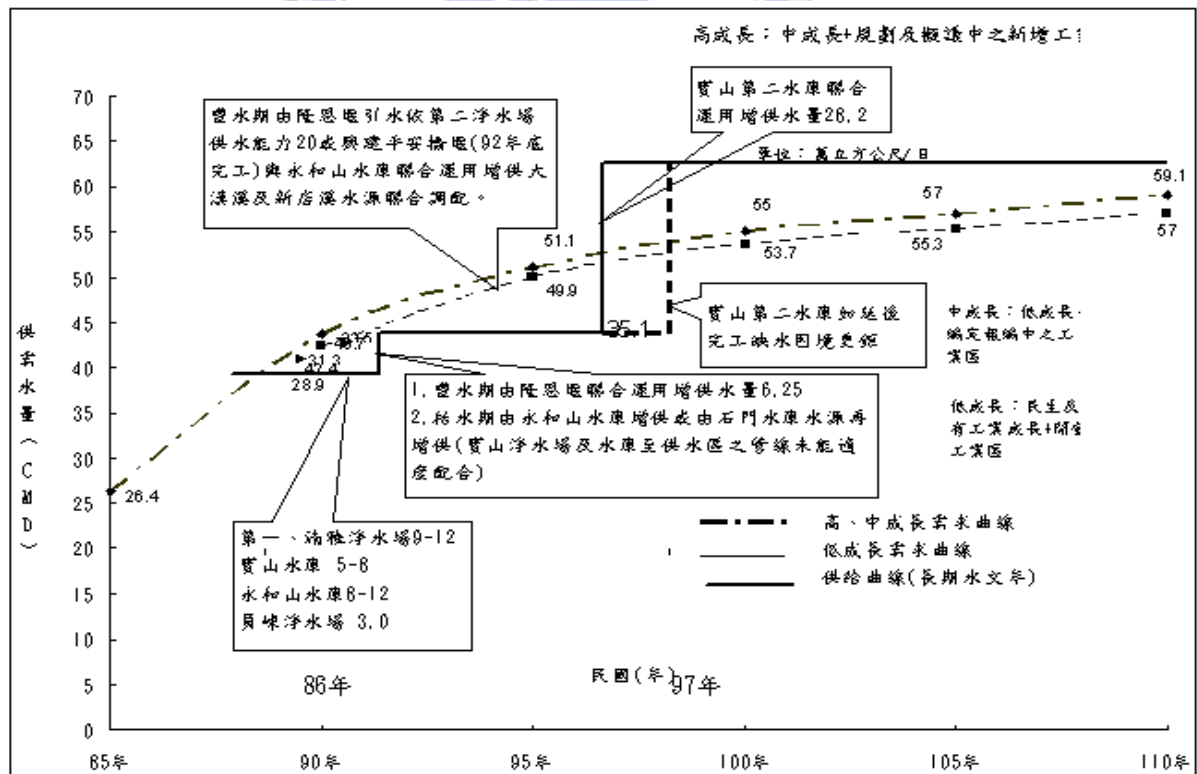 高成長：中成長+規劃及擬議中之新增工
豐水期由隆恩堰引水依第二淨水場
供水能力20或興建平安橋堰(92年底
完工)與永和山水庫聯合運用增供大
漢溪及新店溪水源聯合調配。
寶山第二水庫聯合
運用增供水量26.2
單位：萬立方公尺/日
70
65
60
55
50
45
40
35
30
25
20
15
10
5
0
供需水量(CMD)
26.4
28.9
31.3
51.1
49.9
55
53.7
57
55.3
59.1
57
35.1
寶山第二水庫如延後
完工缺水困境更鉅
中成長：低成長+
編定報編中之工
業區
低成長：民生及
有工業成長+開
工業區
1.豐水期由隆恩堰聯合運用增供水量6.25
2.枯水期由永和山水庫增供或由石門水庫水源再
增供(寶山淨水場及水庫至供水區之管線未能適
度配合)
第一、湳雅淨水場9-12
寶山水庫 5-6
永和山水庫6-12
員崠淨水場 3.0
高、中成長需求曲線
低成長需求曲線
供給曲線(長期水文年)
民國(年)
86年
97年
85年
90年
95年
100年
105年
110年